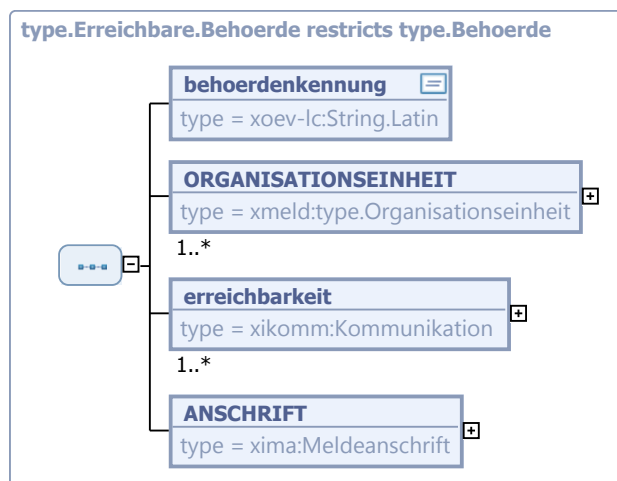 type.Erreichbare.Behoerde restricts type.Behoerde
behoerdenkennung
type = xoev-lc:String.Latin
ORGANISATIONSEINHEIT
type = xmeld:type.Organisationseinheit
1..*
erreichbarkeit
type = xikomm:Kommunikation
1..*
ANSCHRIFT
type = xima:Meldeanschrift